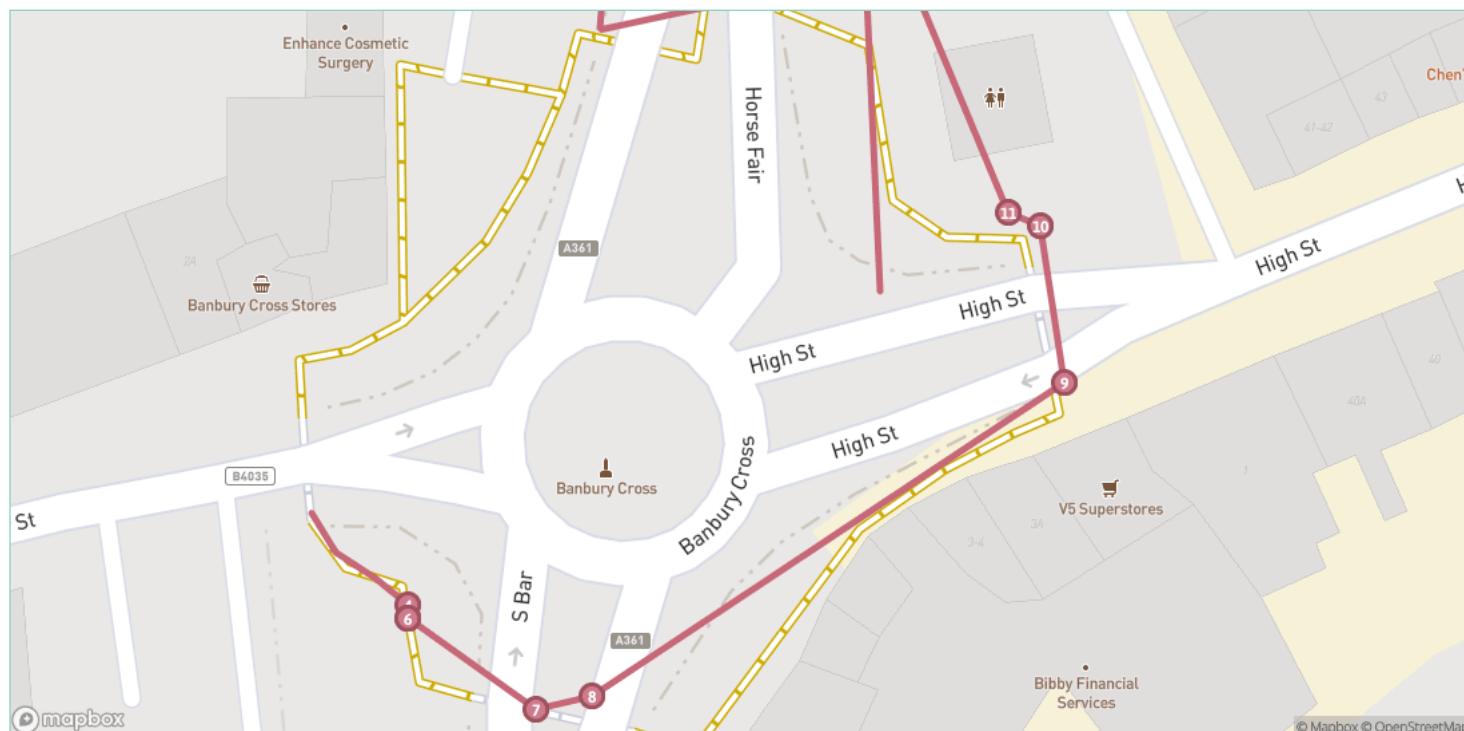 Enhance Cosmetic
Surgery
Horse Fair
Chen'
43
41-42
2A
Banbury Cross Stores
A361
11
10
High St
H
High St
High St
9
High St
40
40A
1
B4035
St
Banbury Cross
Banbury Cross
V5 Superstores
3A
3-4
S Bar
6
A361
7
8
Bibby Financial
Services
mapbox
© Mapbox © OpenStreetMap